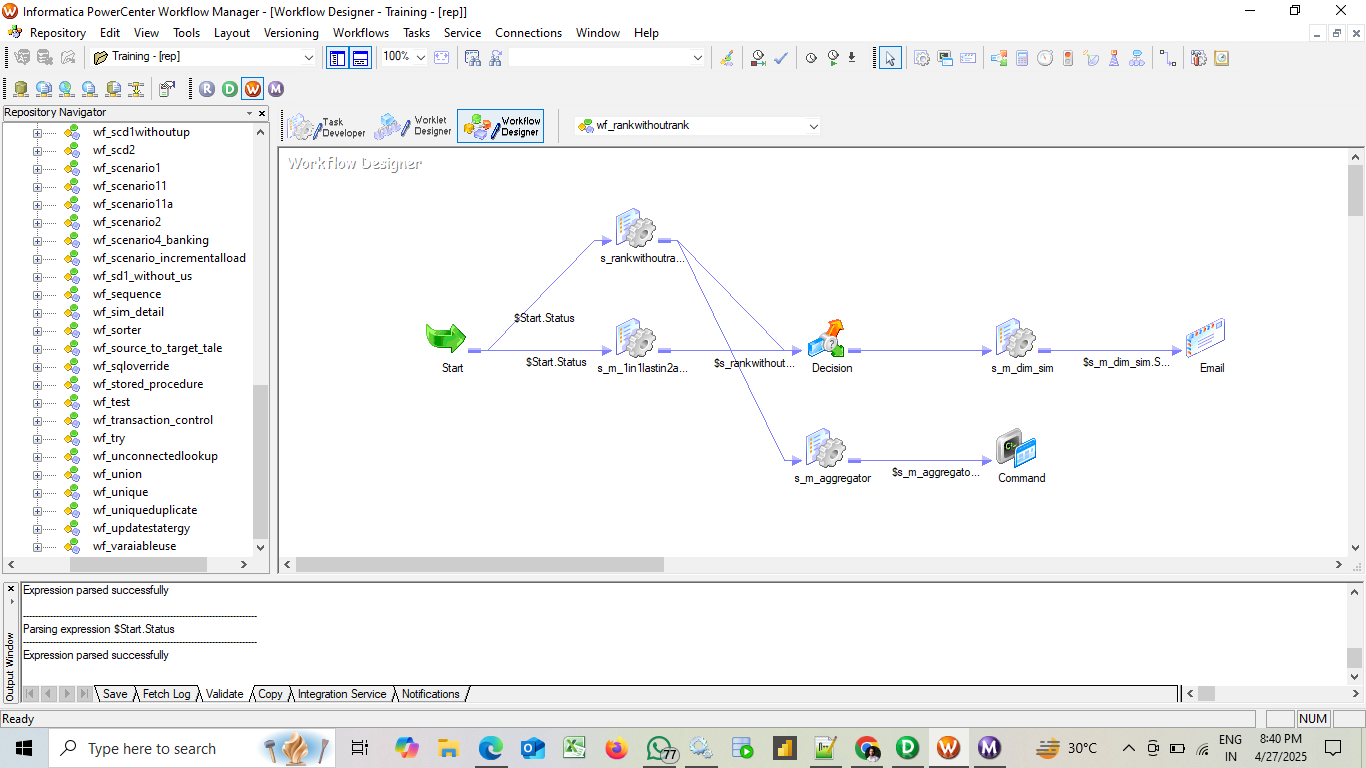 Informatica PowerCenter Workflow Manager - [Workflow Designer - Training - [rep]]
Repository Edit View Tools Layout Versioning Workflows Tasks Service Connections Window Help
Training - [rep] 100%
R D W M
Repository Navigator
Task Developer Worklet Designer Workflow Designer wf_rankwithoutrank
wf_scd1withoutup
wf_scd2
wf_scenario1
wf_scenario11
wf_scenario11a
wf_scenario2
wf_scenario4_banking
wf_scenario_incrementalload
wf_sd1_without_us
wf_sequence
wf_sim_detail
wf_sorter
wf_source_to_target_tale
wf_sqloverride
wf_stored_procedure
wf_test
wf_transaction_control
wf_try
wf_unconnectedlookup
wf_union
wf_unique
wf_uniqueduplicate
wf_updatestatergy
wf_varaiableuse
Workflow Designer
s_rankwithoutra...
$Start.Status
Start
$Start.Status
s_m_1in1lastin2a...
$s_rankwithout...
Decision
s_m_dim_sim
$s_m_dim_sim.S...
Email
s_m_aggregator
$s_m_aggregato...
Command
Output Window
Expression parsed successfully
Parsing expression $Start.Status
Expression parsed successfully
Save Fetch Log Validate Copy Integration Service Notifications
Ready NUM
Type here to search 77 30°C ENG IN 8:40 PM 4/27/2025